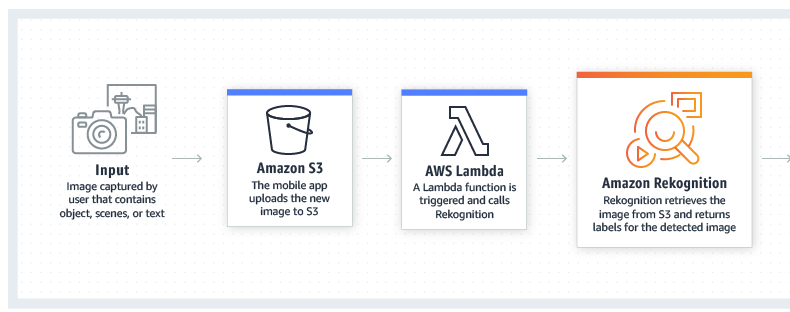 Input
Image captured by
user that contains
object, scenes, or text
Amazon S3
The mobile app
uploads the new
image to S3
AWS Lambda
A Lambda function is
triggered and calls
Rekognition
Amazon Rekognition
Rekognition retrieves the
image from S3 and returns
labels for the detected image